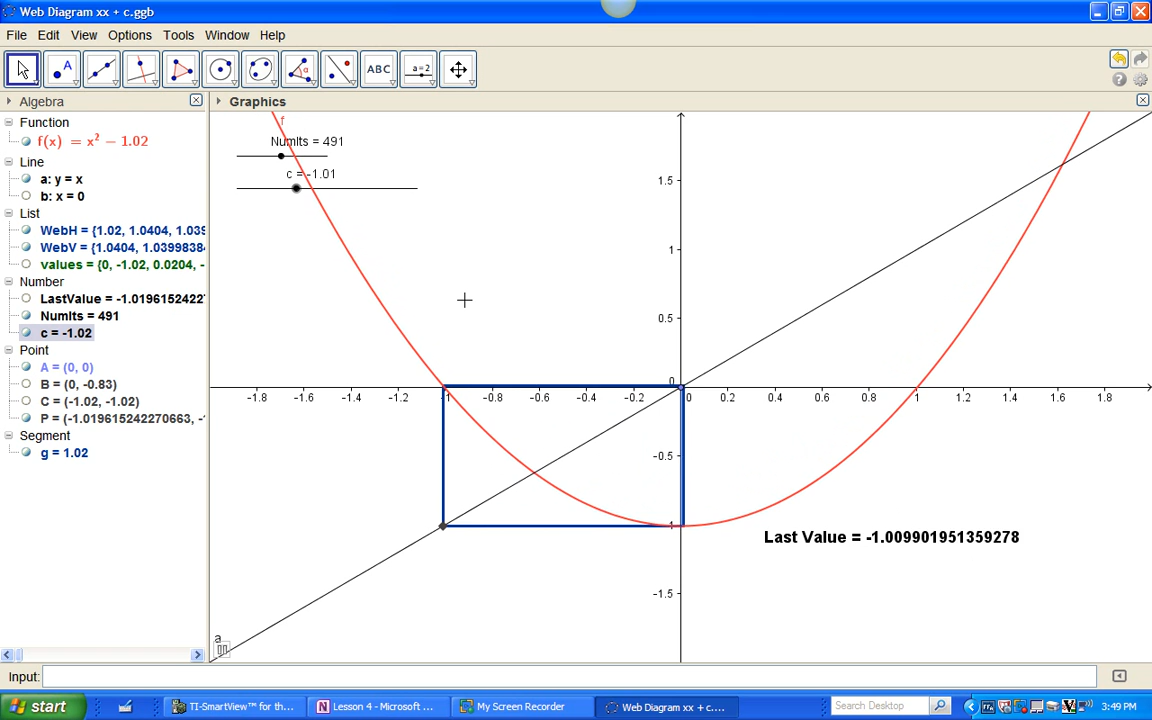 Web Diagram xx + c.ggb
File Edit View Options Tools Window Help
A ABC a=2
Algebra
Graphics
Function
f(x) = x² − 1.02
Line
a: y = x
b: x = 0
List
WebH = {1.02, 1.0404, 1.039
WebV = {1.0404, 1.03998384
values = {0, -1.02, 0.0204, -
Number
LastValue = -1.0196152422
NumIts = 491
c = -1.02
Point
A = (0, 0)
B = (0, -0.83)
C = (-1.02, -1.02)
P = (-1.019615242270663, -
Segment
g = 1.02
f
NumIts = 491
c = -1.01
1.5
1
0.5
0
-1.8 -1.6 -1.4 -1.2 -1 -0.8 -0.6 -0.4 -0.2 0 0.2 0.4 0.6 0.8 1 1.2 1.4 1.6 1.8
-0.5
-1
Last Value = -1.009901951359278
-1.5
a
Input:
start TI-SmartView™ for th... Lesson 4 - Microsoft ... My Screen Recorder Web Diagram xx + c.... Search Desktop 3:49 PM